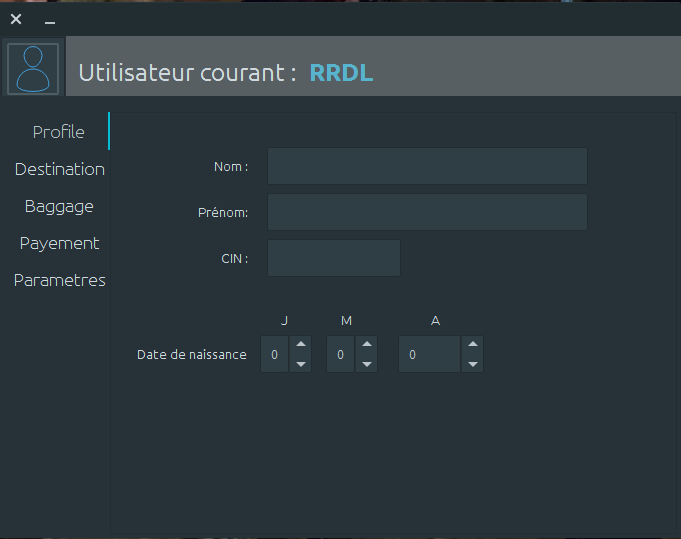 Utilisateur courant : RRDL
Profile
Destination
Baggage
Payement
Parametres
Nom :
Prénom:
CIN :
J M A
Date de naissance 0 0 0